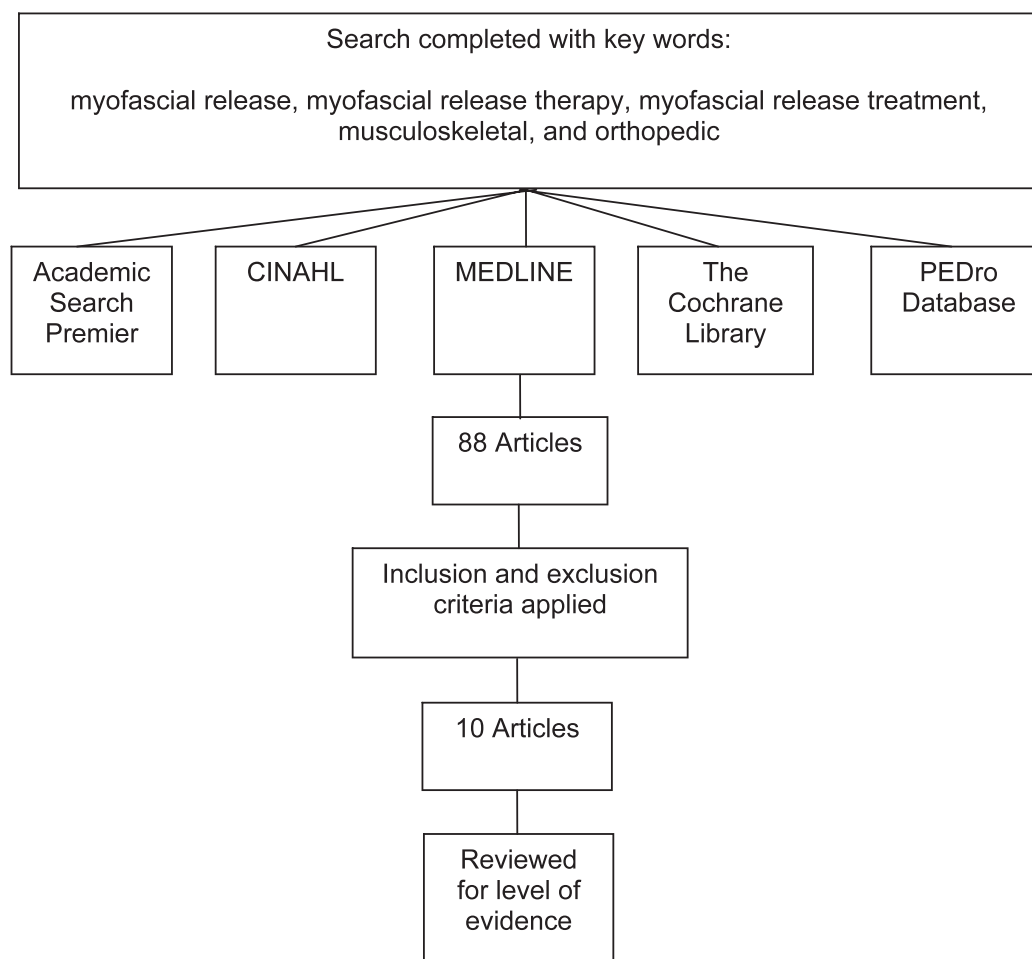 Search completed with key words:
myofascial release, myofascial release therapy, myofascial release treatment,
musculoskeletal, and orthopedic
Academic
Search
Premier
CINAHL
MEDLINE
The
Cochrane
Library
PEDro
Database
88 Articles
Inclusion and exclusion
criteria applied
10 Articles
Reviewed
for level of
evidence